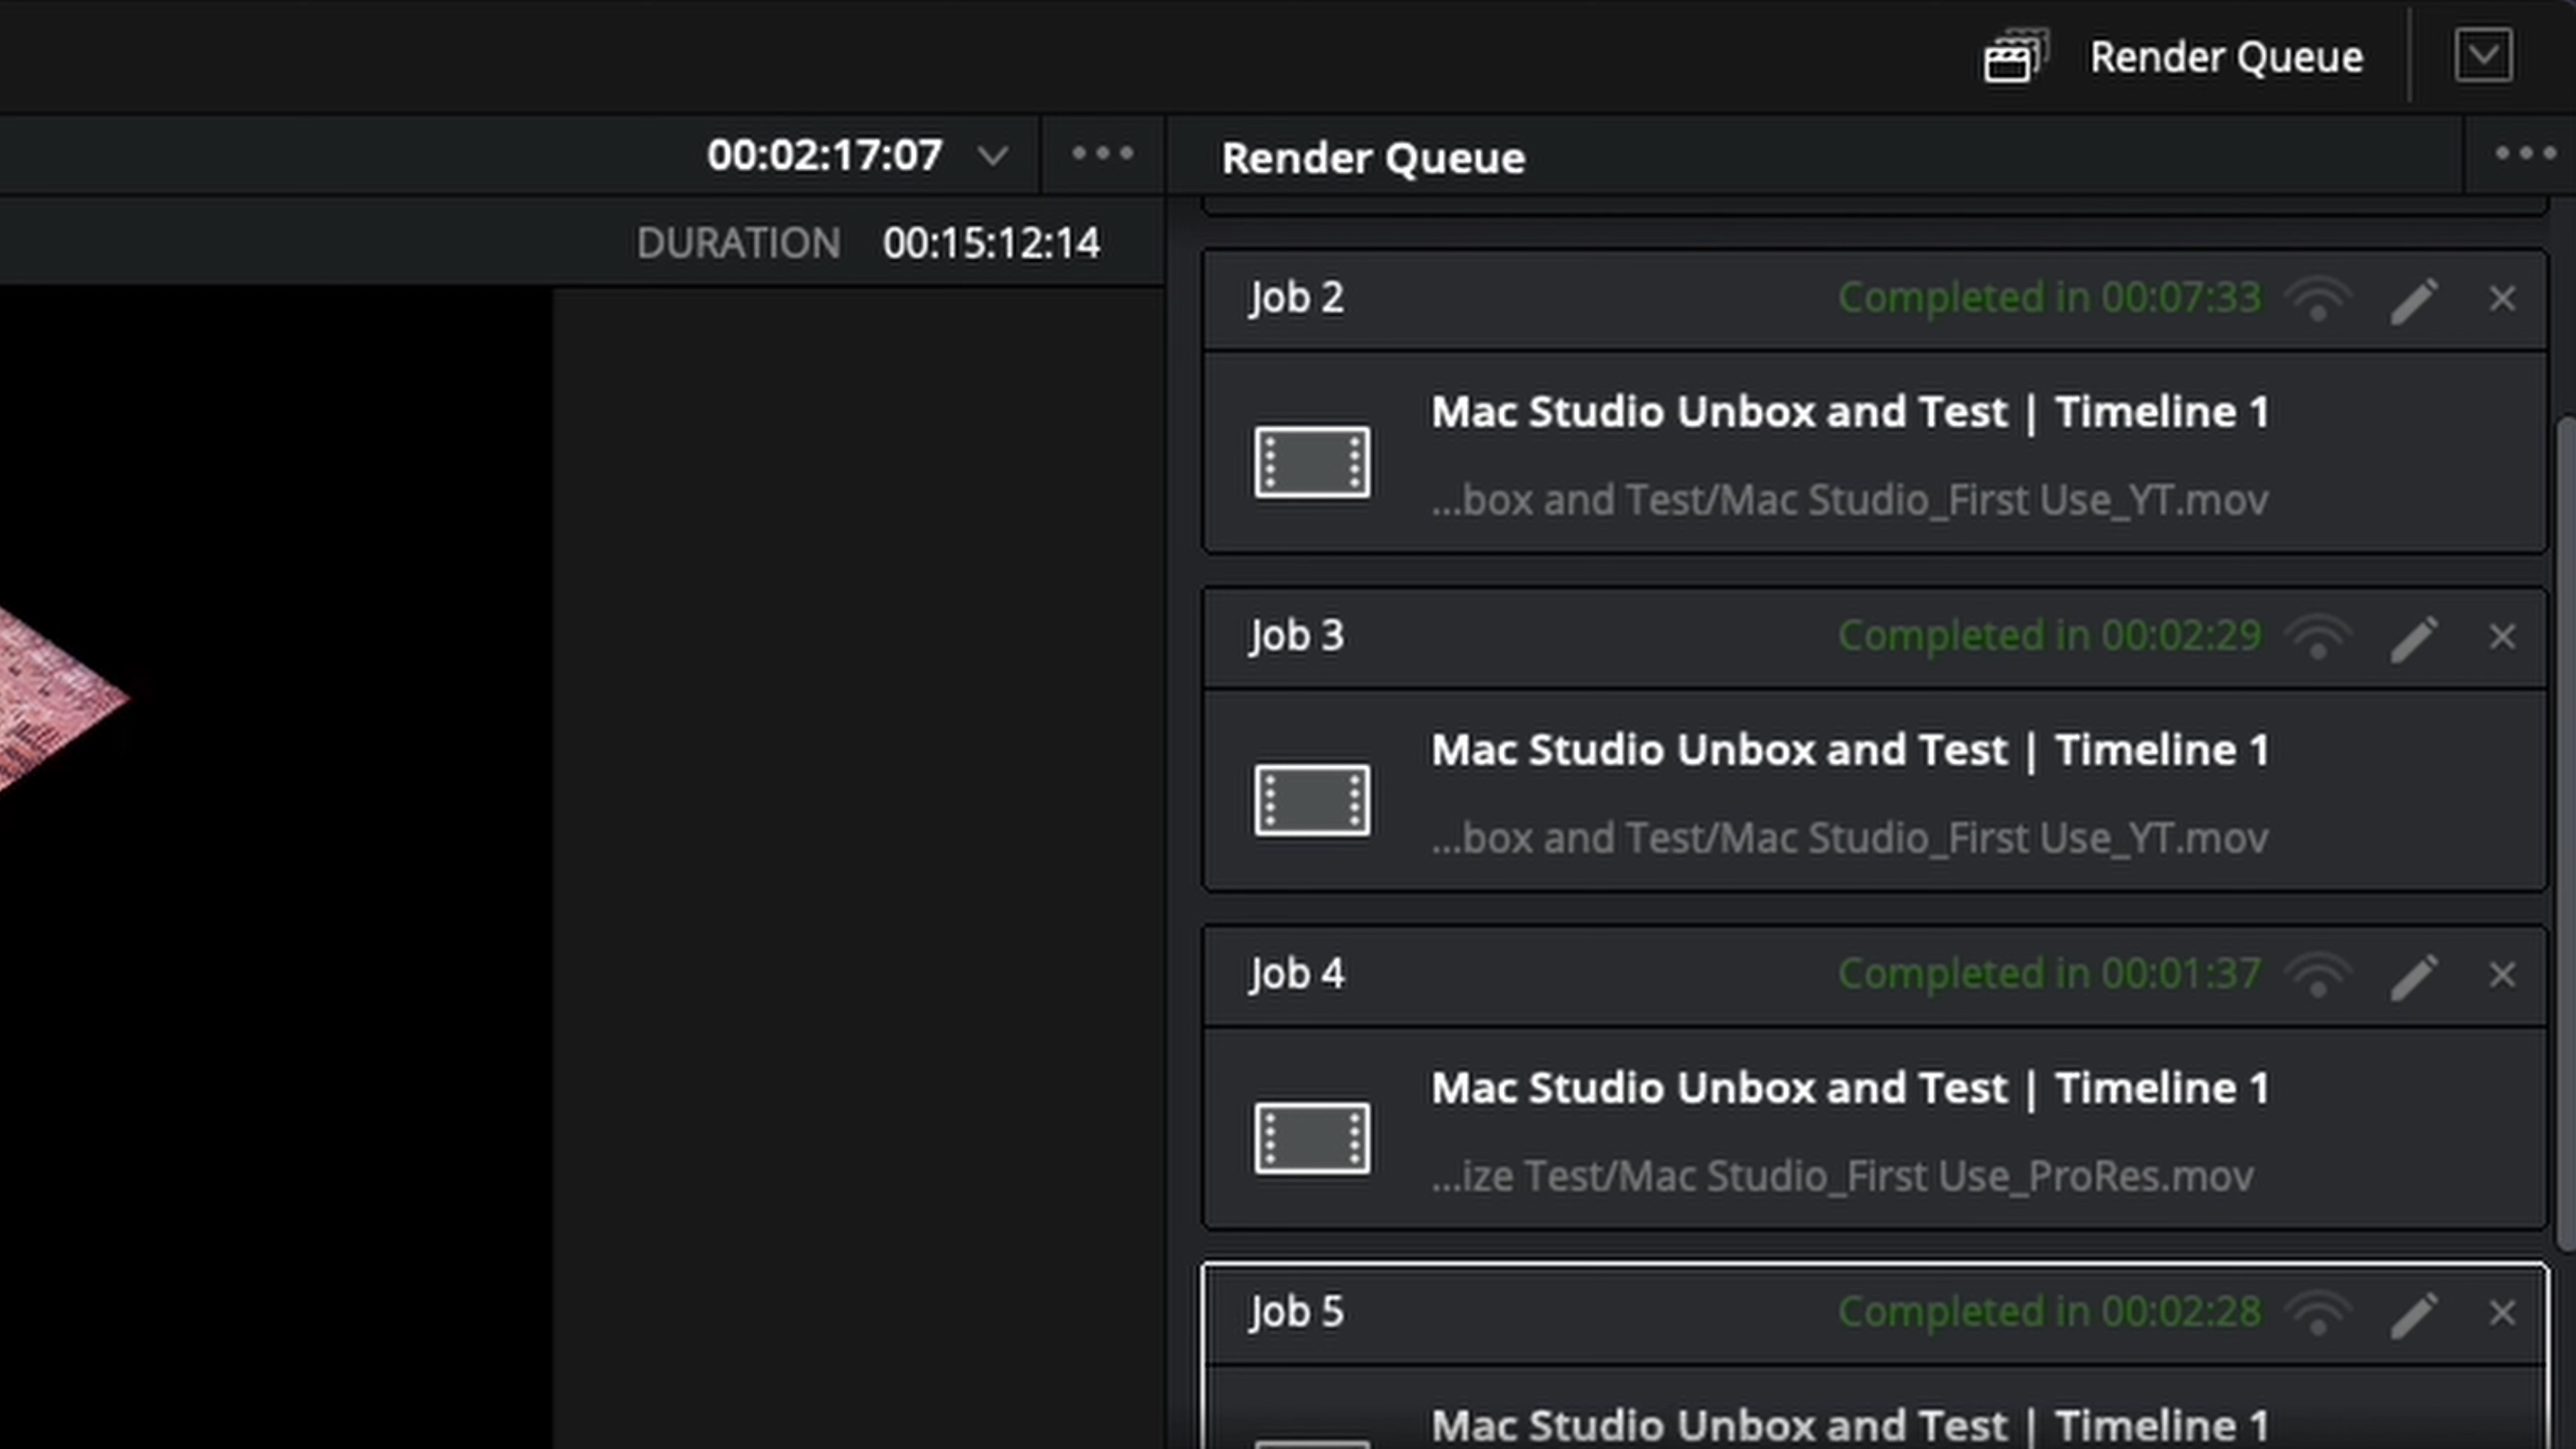 Render Queue
00:02:17:07
Render Queue
DURATION 00:15:12:14
Job 2 Completed in 00:07:33
Mac Studio Unbox and Test | Timeline 1
...box and Test/Mac Studio_First Use_YT.mov
Job 3 Completed in 00:02:29
Mac Studio Unbox and Test | Timeline 1
...box and Test/Mac Studio_First Use_YT.mov
Job 4 Completed in 00:01:37
Mac Studio Unbox and Test | Timeline 1
...ize Test/Mac Studio_First Use_ProRes.mov
Job 5 Completed in 00:02:28
Mac Studio Unbox and Test | Timeline 1